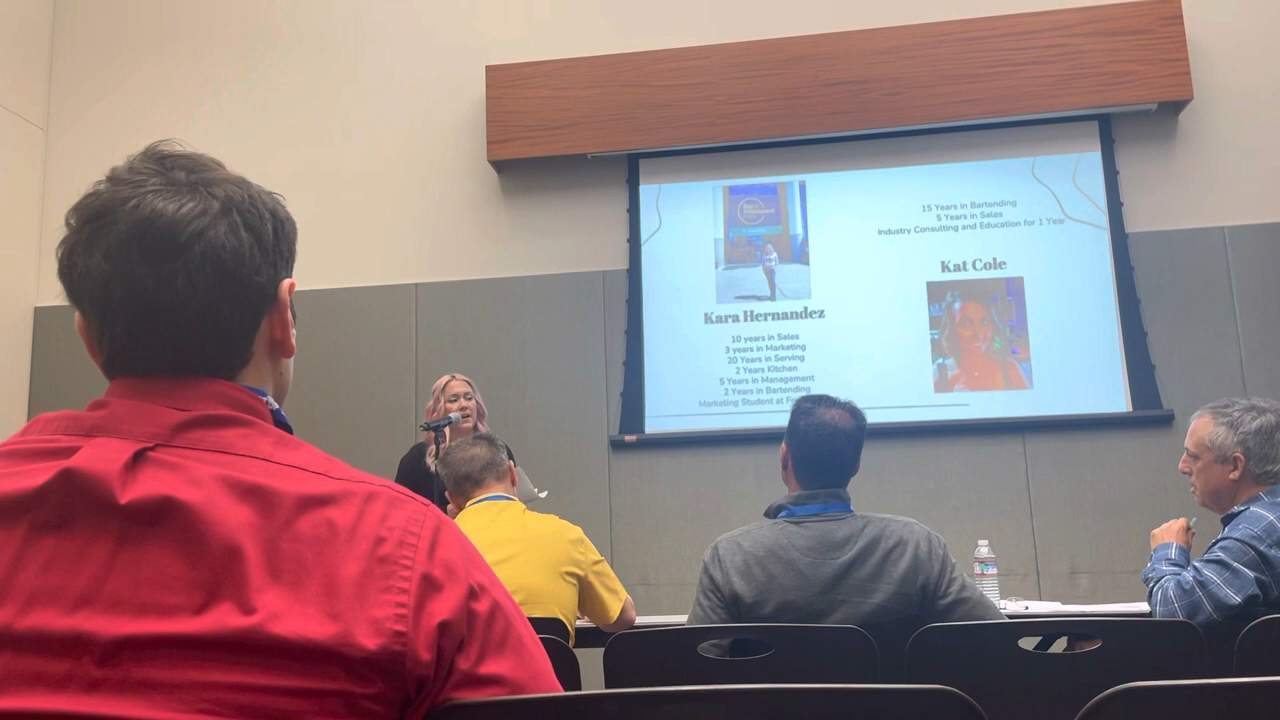 Kara Hernandez
10 years in Sales
3 years in Marketing
20 Years in Serving
2 Years Kitchen
5 Years in Management
2 Years in Bartending
Marketing Student at
15 Years in Bartending
5 Years in Sales
Industry Consulting and Education for 1 Year
Kat Cole